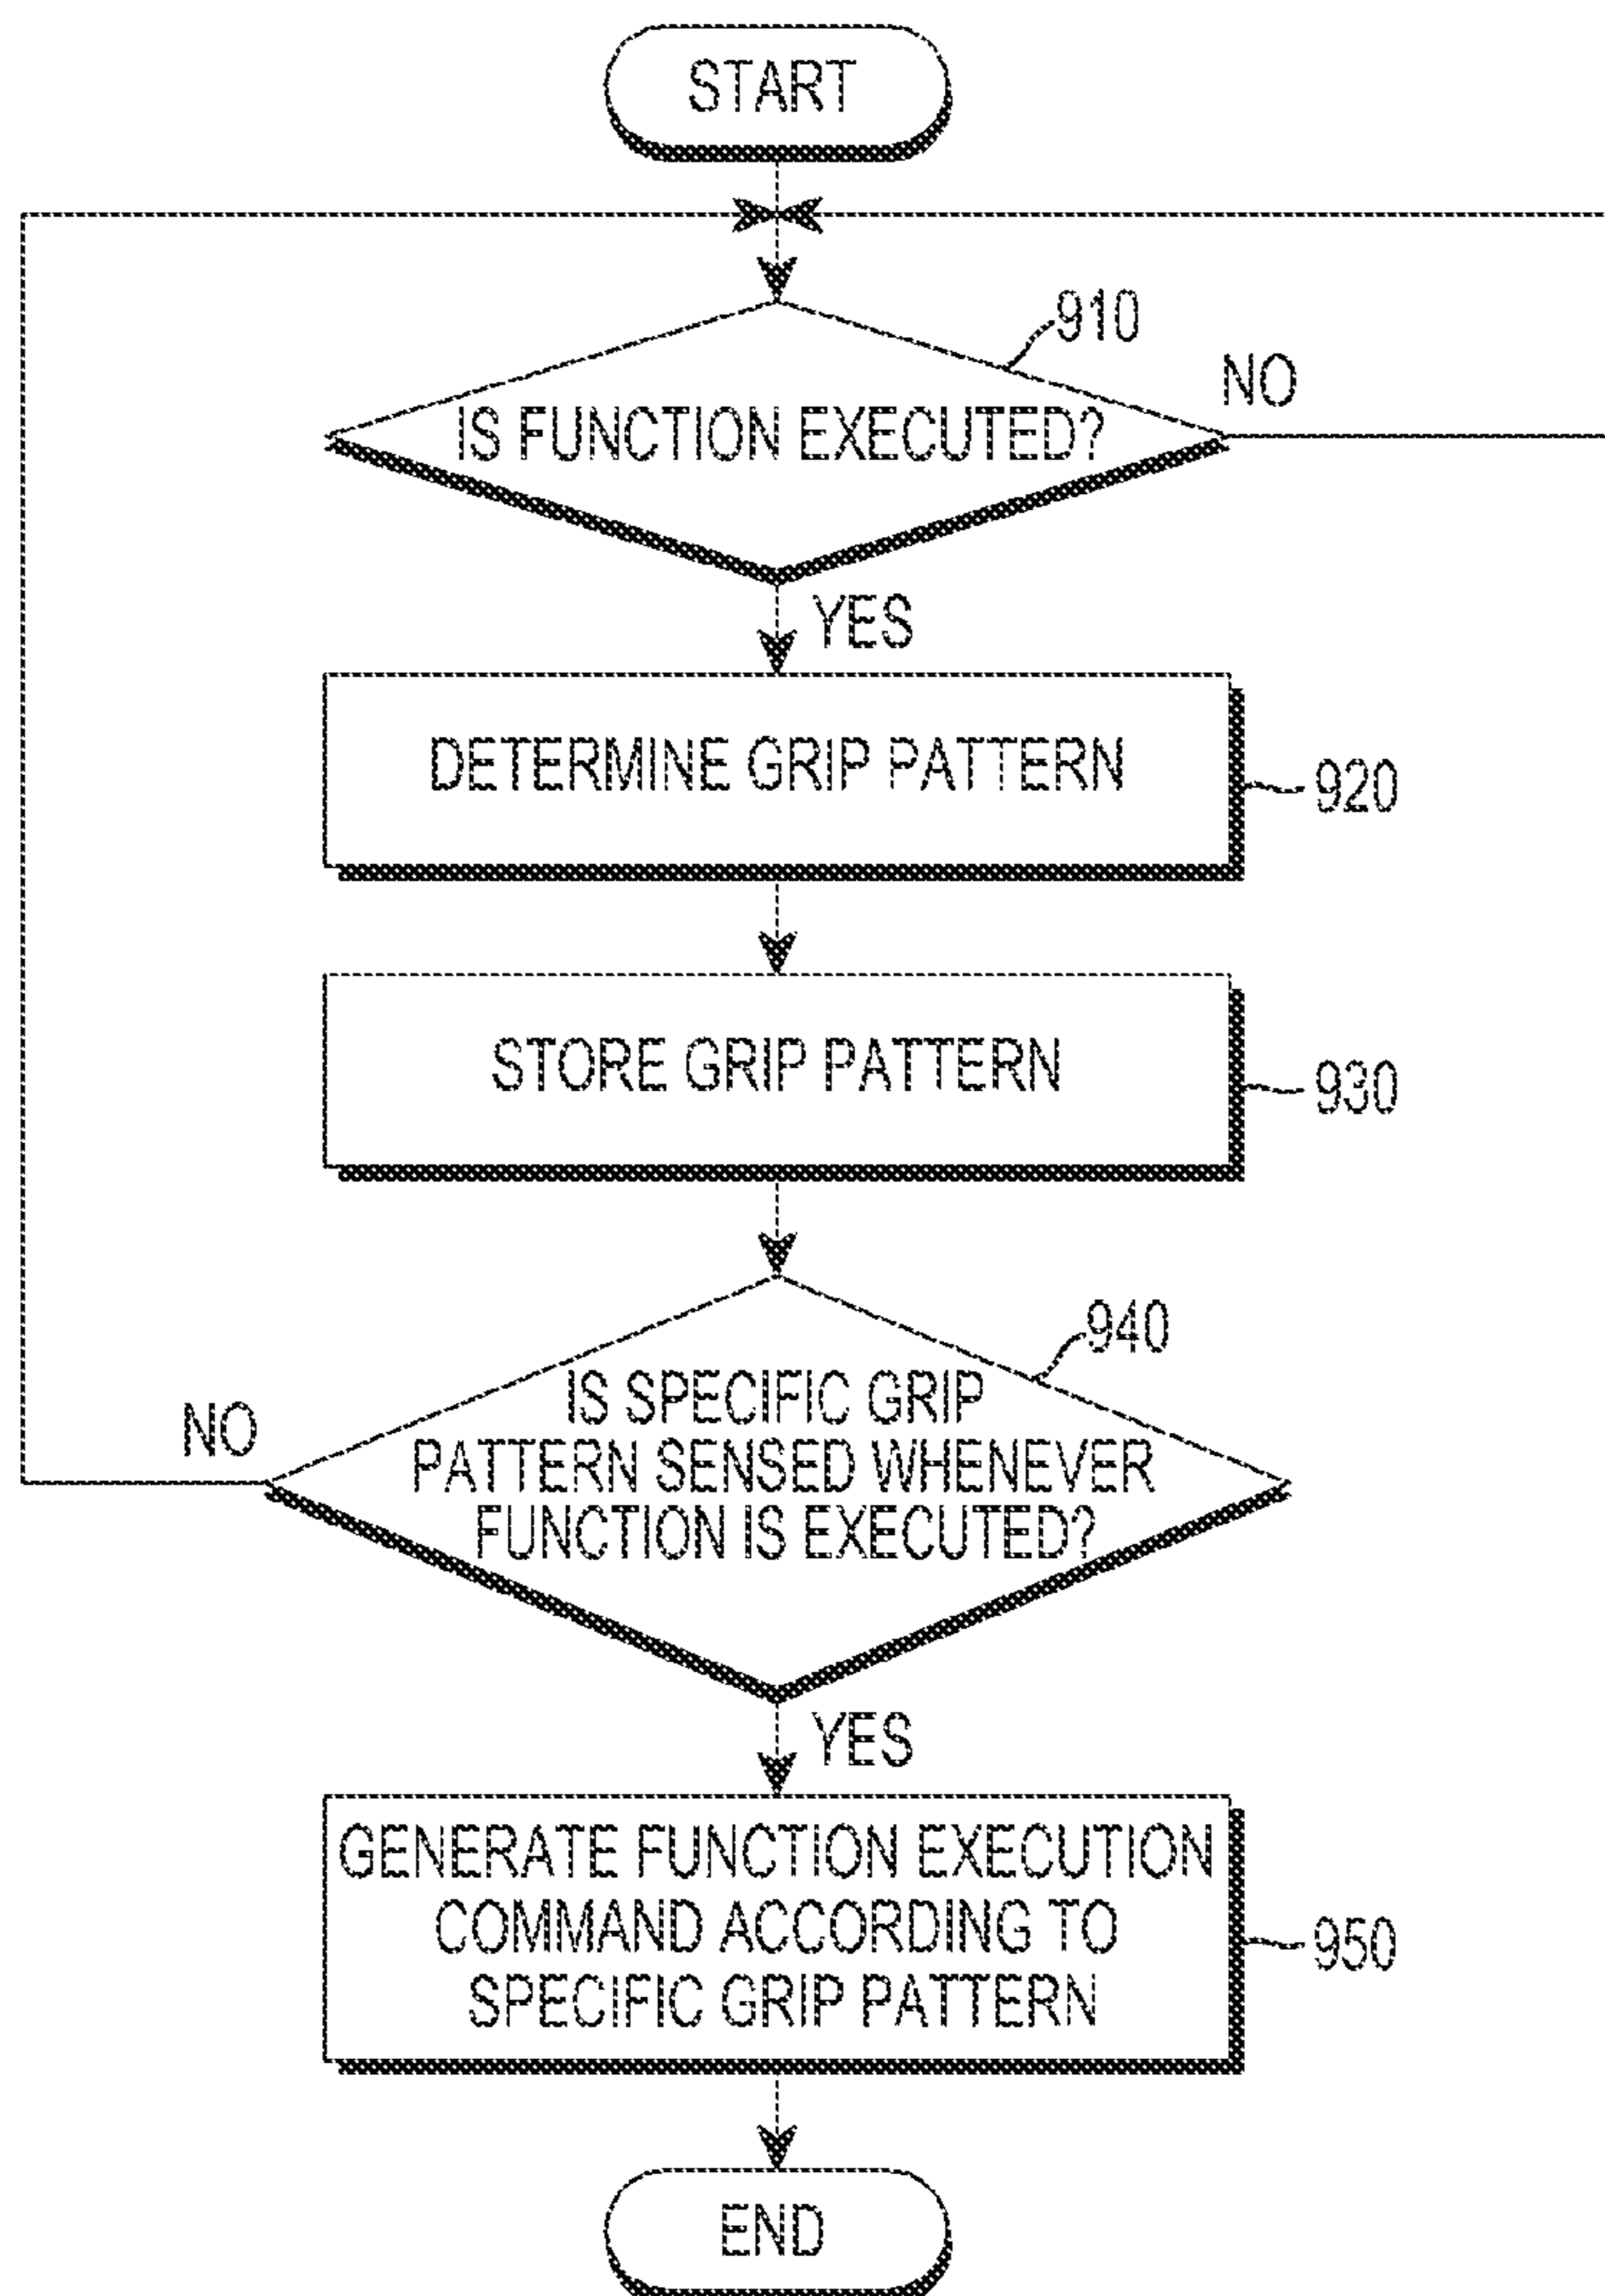 START
910
NO
IS FUNCTION EXECUTED?
YES
DETERMINE GRIP PATTERN
920
STORE GRIP PATTERN
930
940
IS SPECIFIC GRIP
PATTERN SENSED WHENEVER
FUNCTION IS EXECUTED?
NO
YES
GENERATE FUNCTION EXECUTION
COMMAND ACCORDING TO
SPECIFIC GRIP PATTERN
950
END